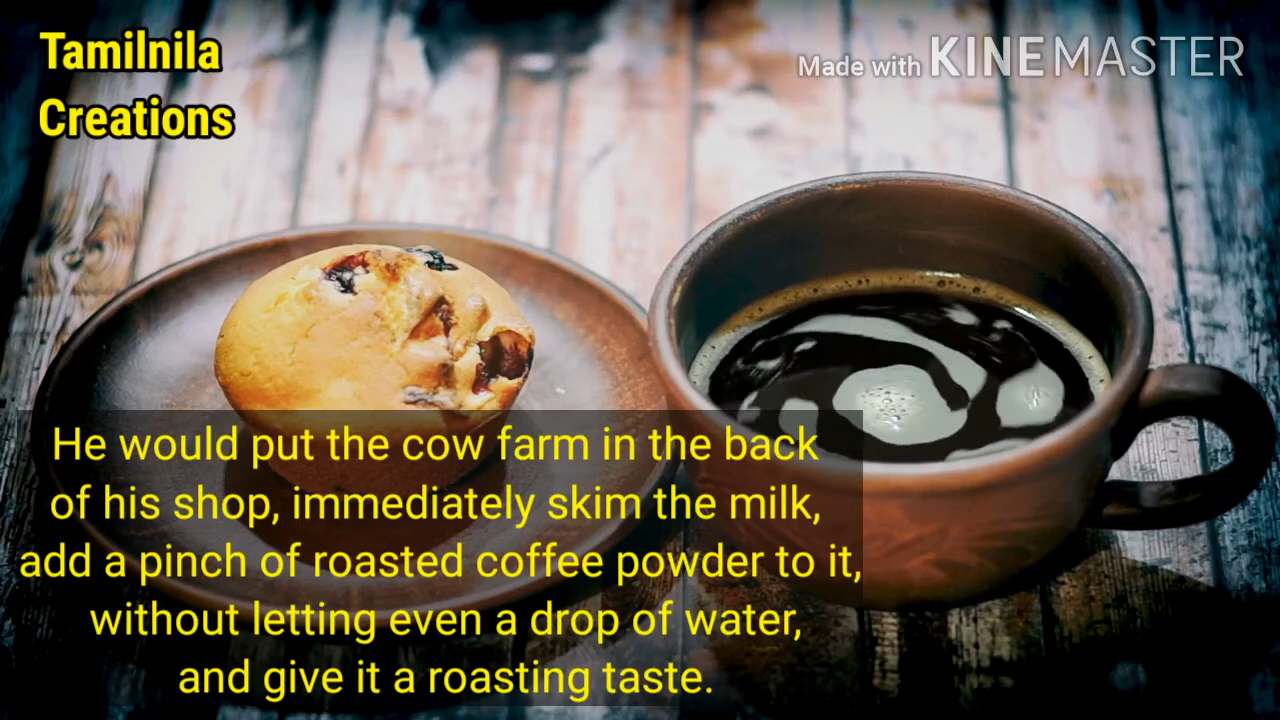 Tamilnila
Creations
Made with KINEMASTER
He would put the cow farm in the back
of his shop, immediately skim the milk,
add a pinch of roasted coffee powder to it,
without letting even a drop of water,
and give it a roasting taste.